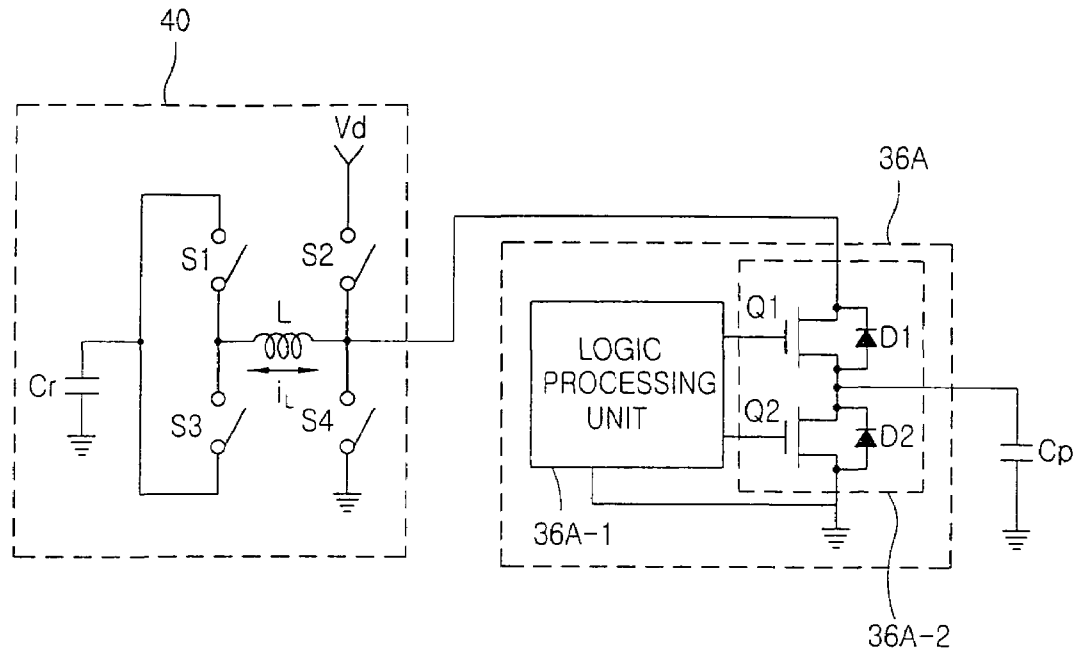 40
Vd
S1
S2
L
iL
Cr
S3
S4
36A
Q1
D1
LOGIC
PROCESSING
UNIT
Q2
D2
Cp
36A-1
36A-2